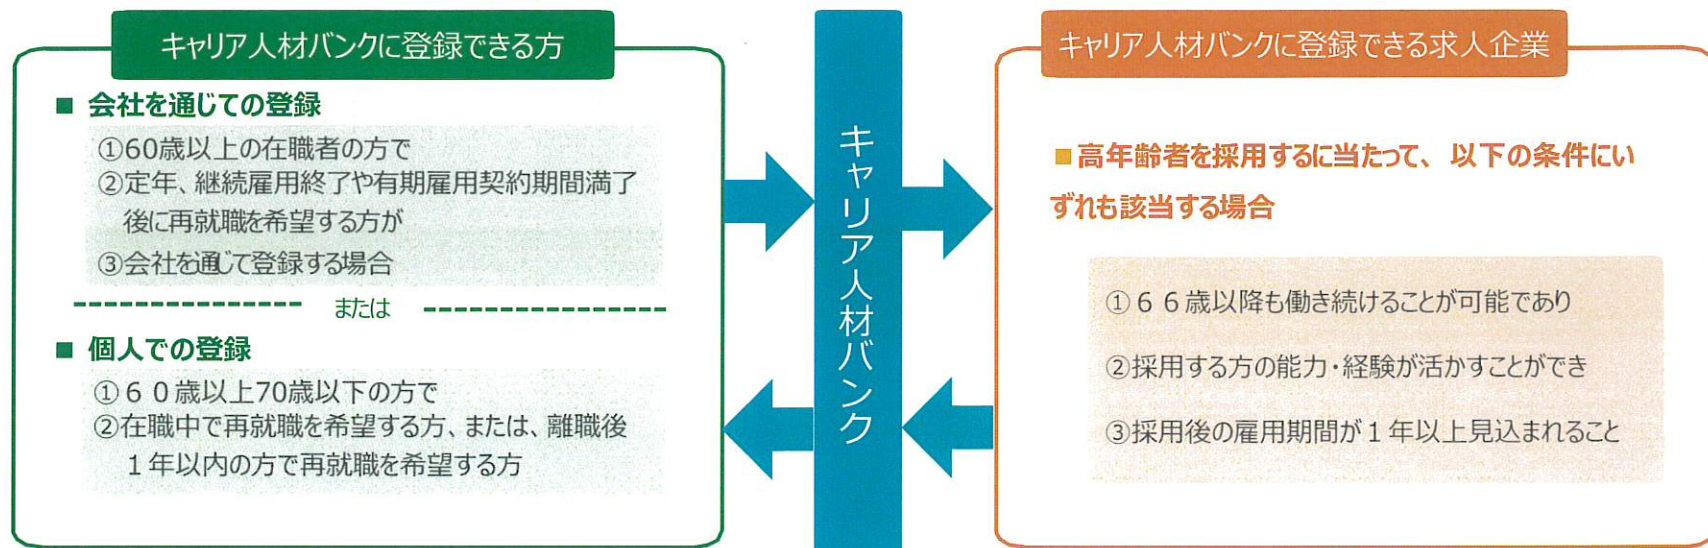 キャリア人材バンクに登録できる方
■ 会社を通じての登録
①60歳以上の在職者の方で
②定年、継続雇用終了や有期雇用契約期間満了
後に再就職を希望する方が
③会社を通じて登録する場合
または
■ 個人での登録
①６０歳以上70歳以下の方で
②在職中で再就職を希望する方、または、離職後
１年以内の方で再就職を希望する方
キャリア人材バンク
キャリア人材バンクに登録できる求人企業
■高年齢者を採用するに当たって、以下の条件にい
ずれも該当する場合
①６６歳以降も働き続けることが可能であり
②採用する方の能力・経験が活かすことができ
③採用後の雇用期間が１年以上見込まれること